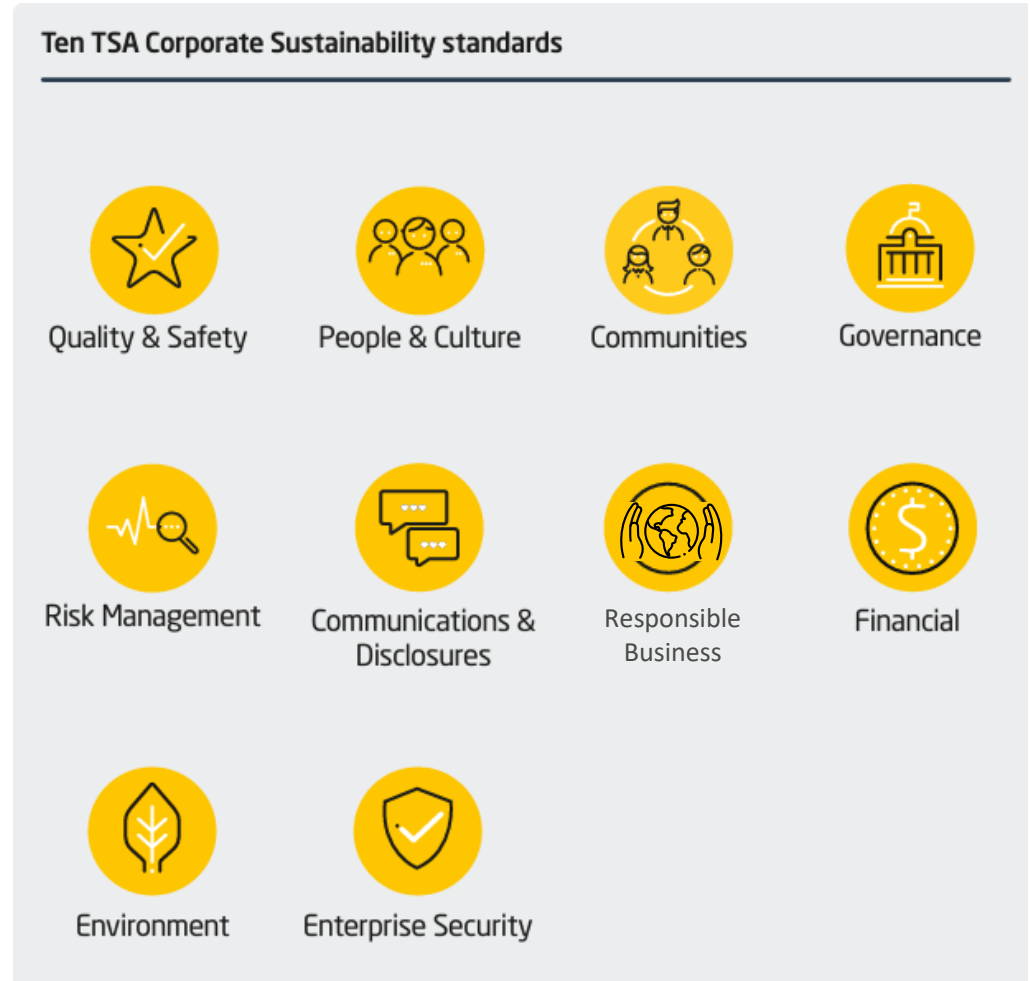 Ten TSA Corporate Sustainability standards
Quality & Safety
People & Culture
Communities
Governance
Risk Management
Communications &
Disclosures
Responsible
Business
Financial
Environment
Enterprise Security